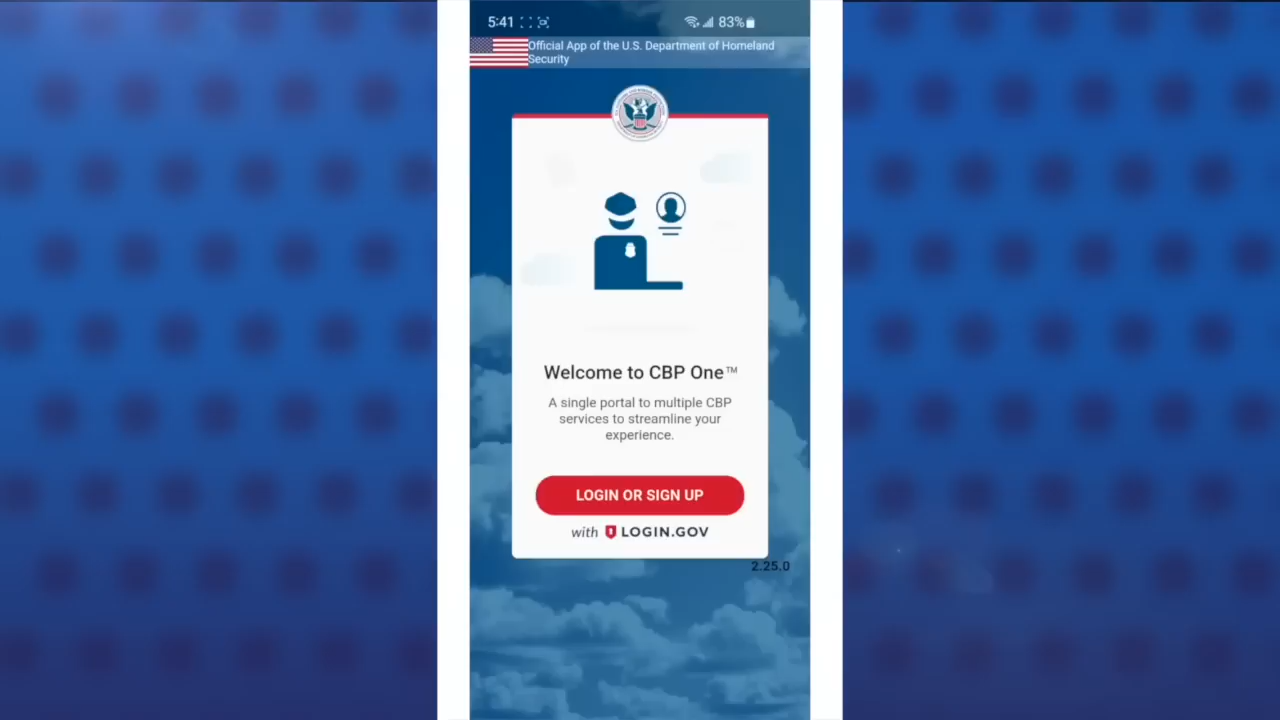 5:41
83%
Official App of the U.S. Department of Homeland
Security
Welcome to CBP One™
A single portal to multiple CBP
services to streamline your
experience.
LOGIN OR SIGN UP
with LOGIN.GOV
2.25.0